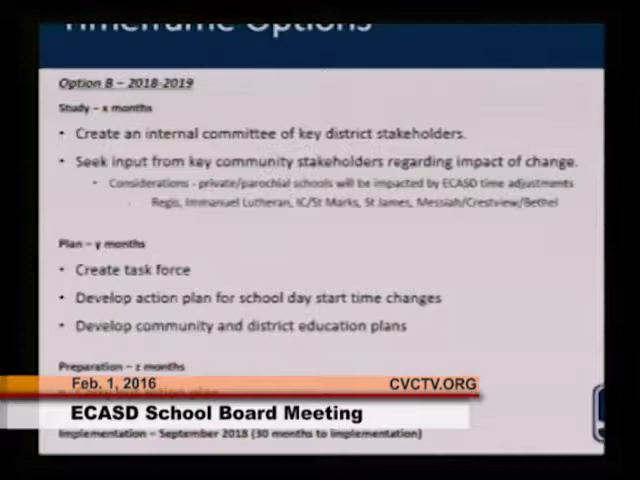 Timeframe Options
Option B – 2018-2019
Study – x months
• Create an internal committee of key district stakeholders.
• Seek input from key community stakeholders regarding impact of change.
• Considerations - private/parochial schools will be impacted by ECASD time adjustments
Regis, Immanuel Lutheran, IC/St Marks, St James, Messiah/Crestview/Bethel
Plan – y months
• Create task force
• Develop action plan for school day start time changes
• Develop community and district education plans
Preparation – z months
Feb. 1, 2016
CVCTV.ORG
ECASD School Board Meeting
Implementation – September 2018 (30 months to implementation)